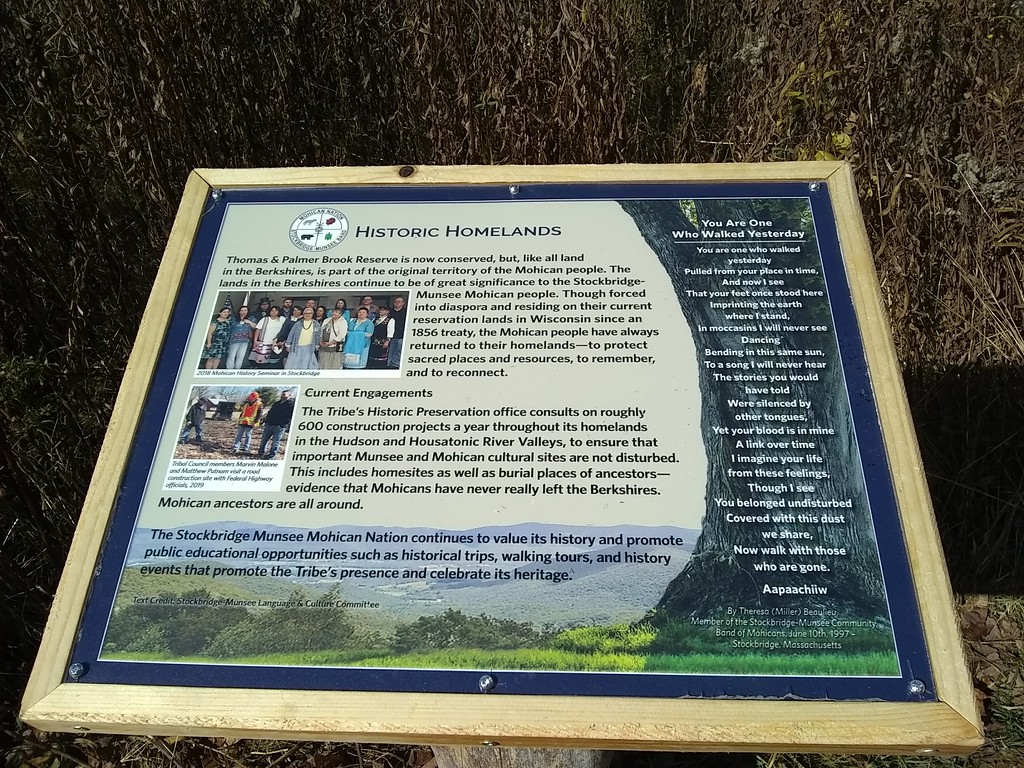 MOHICAN NATION
STOCKBRIDGE-MUNSEE BAND
HISTORIC HOMELANDS
Thomas & Palmer Brook Reserve is now conserved, but, like all land
in the Berkshires, is part of the original territory of the Mohican people. The
lands in the Berkshires continue to be of great significance to the Stockbridge-
Munsee Mohican people. Though forced
into diaspora and residing on their current
reservation lands in Wisconsin since an
1856 treaty, the Mohican people have always
returned to their homelands—to protect
sacred places and resources, to remember,
and to reconnect.
2018 Mohican History Seminar in Stockbridge
Current Engagements
The Tribe's Historic Preservation office consults on roughly
600 construction projects a year throughout its homelands
in the Hudson and Housatonic River Valleys, to ensure that
important Munsee and Mohican cultural sites are not disturbed.
This includes homesites as well as burial places of ancestors—
evidence that Mohicans have never really left the Berkshires.
Mohican ancestors are all around.
Tribal Council members Marvin Malone
and Matthew Putnam visit a road
construction site with Federal Highway
officials, 2019
The Stockbridge Munsee Mohican Nation continues to value its history and promote
public educational opportunities such as historical trips, walking tours, and history
events that promote the Tribe's presence and celebrate its heritage.
Text Credit: Stockbridge-Munsee Language & Culture Committee
You Are One
Who Walked Yesterday
You are one who walked
yesterday
Pulled from your place in time,
And now I see
That your feet once stood here
Imprinting the earth
where I stand,
In moccasins I will never see
Dancing
Bending in this same sun,
To a song I will never hear
The stories you would
have told
Were silenced by
other tongues,
Yet your blood is in mine
A link over time
I imagine your life
from these feelings,
Though I see
You belonged undisturbed
Covered with this dust
we share,
Now walk with those
who are gone.
Aapaachiiw
By Theresa (Miller) Beaulieu,
Member of the Stockbridge-Munsee Community,
Band of Mohicans, June 10th, 1997 –
Stockbridge, Massachusetts